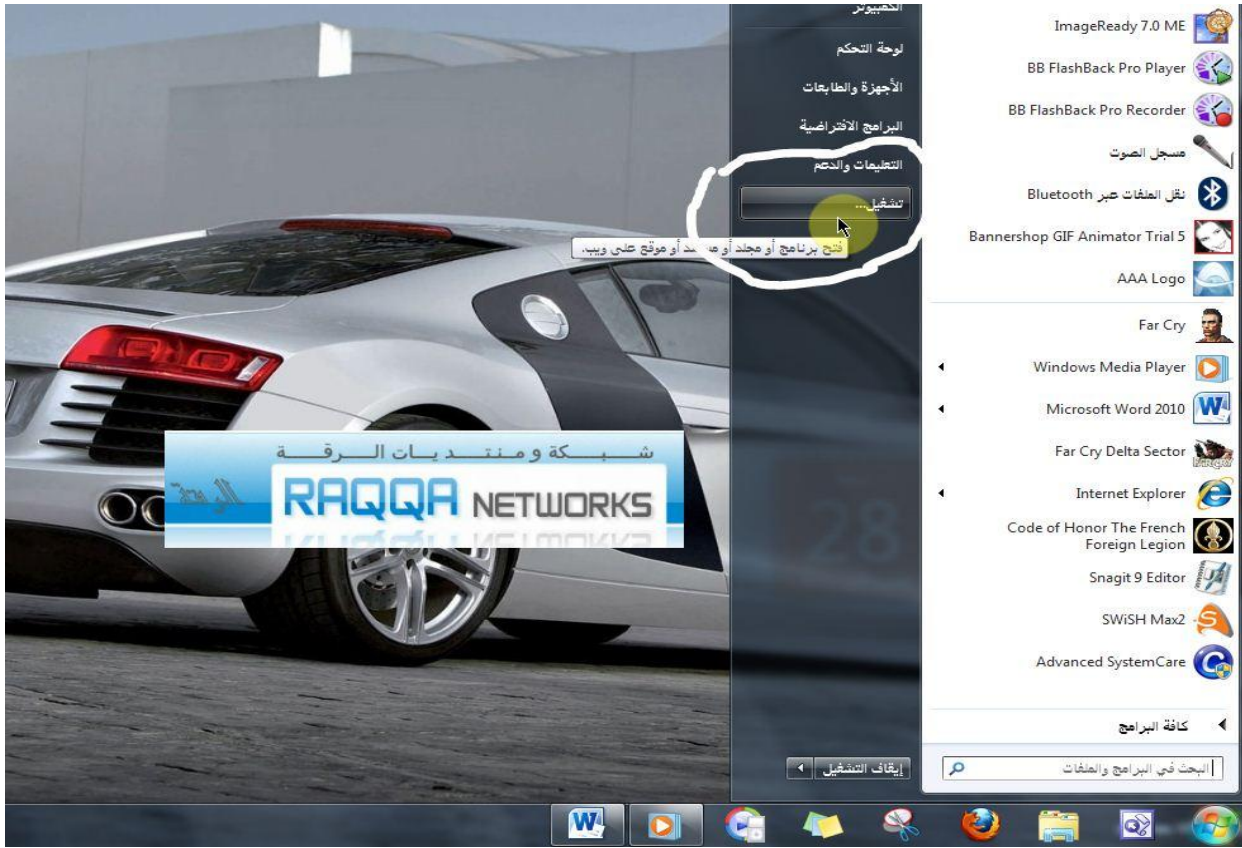 ImageReady 7.0 ME
BB FlashBack Pro Player
BB FlashBack Pro Recorder
مسجل الصوت
نقل الملفات عبر Bluetooth
Bannershop GIF Animator Trial 5
AAA Logo
Far Cry
Windows Media Player
Microsoft Word 2010
Far Cry Delta Sector
Internet Explorer
Code of Honor The French
Foreign Legion
Snagit 9 Editor
SWiSH Max2
Advanced SystemCare
كافة البرامج
البحث في البرامج والملفات
الكمبيوتر
لوحة التحكم
الأجهزة والطابعات
البرامج الافتراضية
التعليمات والدعم
تشغيل...
فتح برنامج أو مجلد أو أو موقع على ويب.
إيقاف التشغيل
شبكة ومنتديات الرقة
RAQQA NETWORKS
28